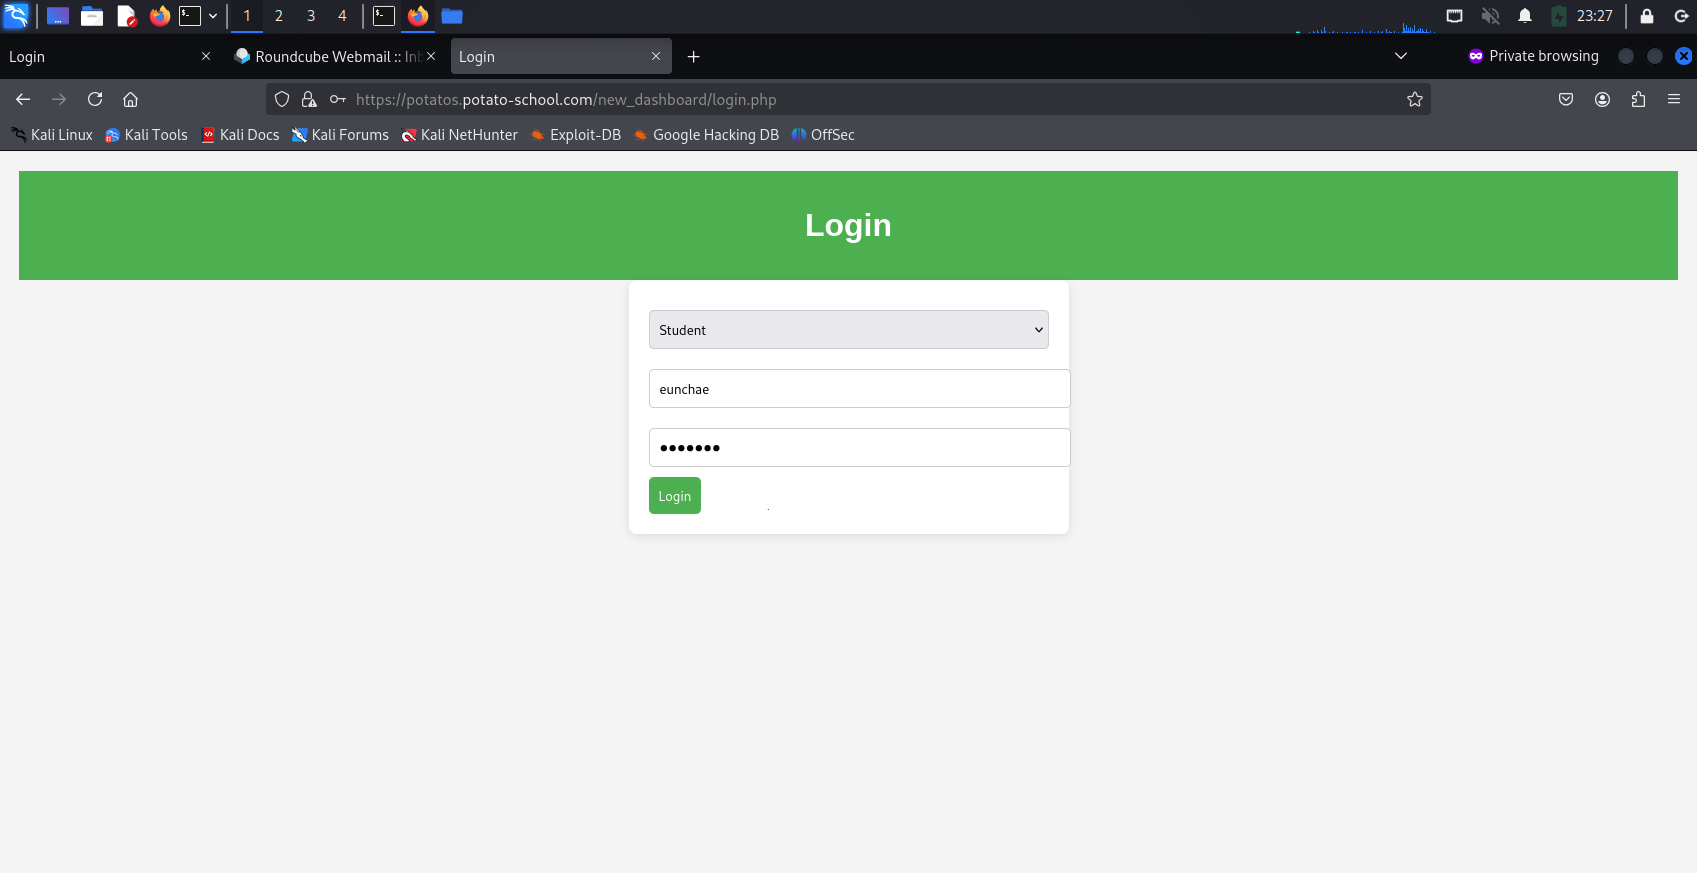 1 2 3 4 23:27
Login Roundcube Webmail :: Inb Login Private browsing
https://potatos.potato-school.com/new_dashboard/login.php
Kali Linux Kali Tools Kali Docs Kali Forums Kali NetHunter Exploit-DB Google Hacking DB OffSec
Login
Student
eunchae
•••••••
Login